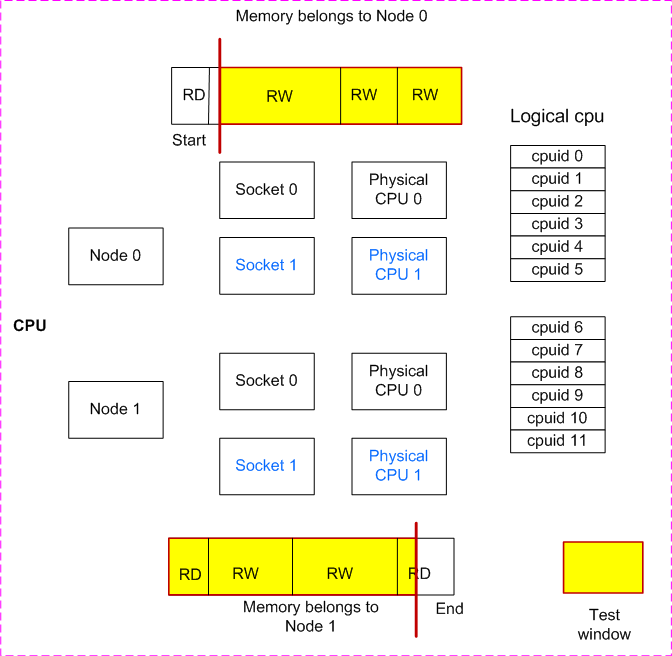 Memory belongs to Node 0
RD
RW
RW
RW
Start
Logical cpu
cpuid 0
cpuid 1
cpuid 2
cpuid 3
cpuid 4
cpuid 5
Socket 0
Physical
CPU 0
Node 0
Socket 1
Physical
CPU 1
CPU
cpuid 6
cpuid 7
cpuid 8
cpuid 9
cpuid 10
cpuid 11
Socket 0
Physical
CPU 0
Node 1
Socket 1
Physical
CPU 1
RD
RW
RW
RD
Memory belongs to
Node 1
End
Test
window